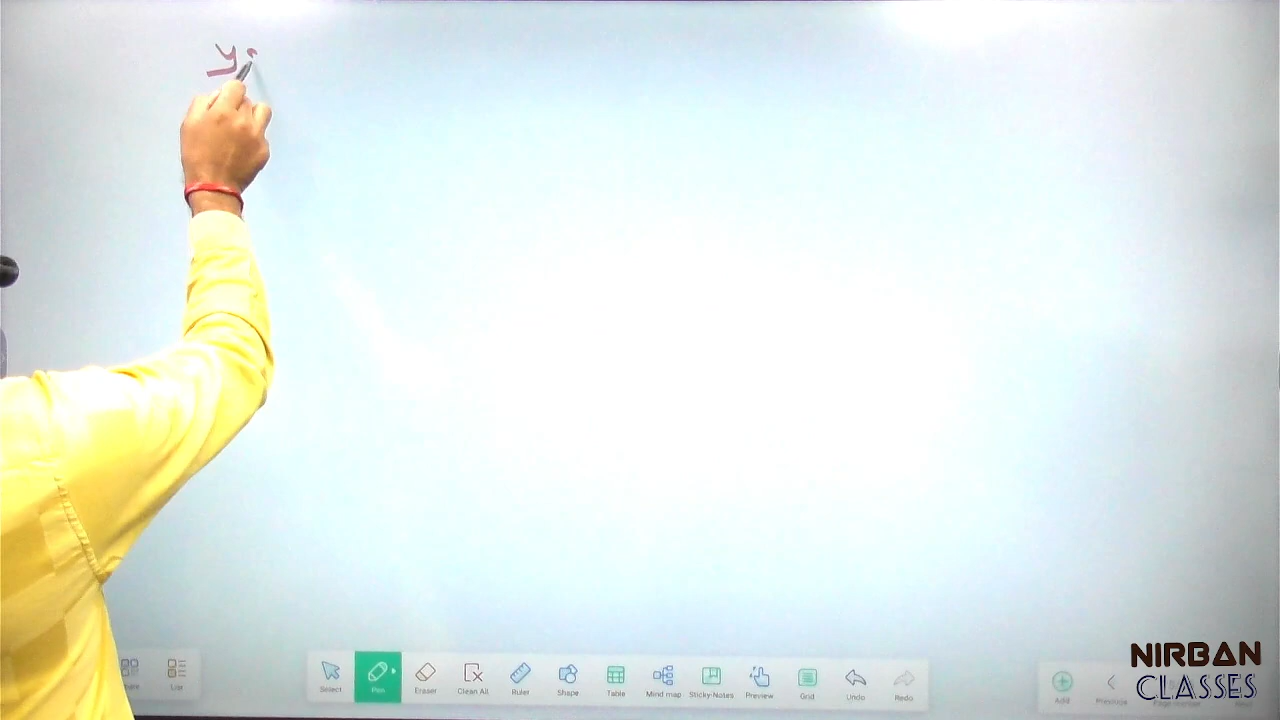 Select
Pen
Eraser
Clean All
Ruler
Shape
Table
Mind map
Sticky-Notes
Preview
Grid
Undo
Redo
List
Add
Previous
NIRBAN
CLASSES